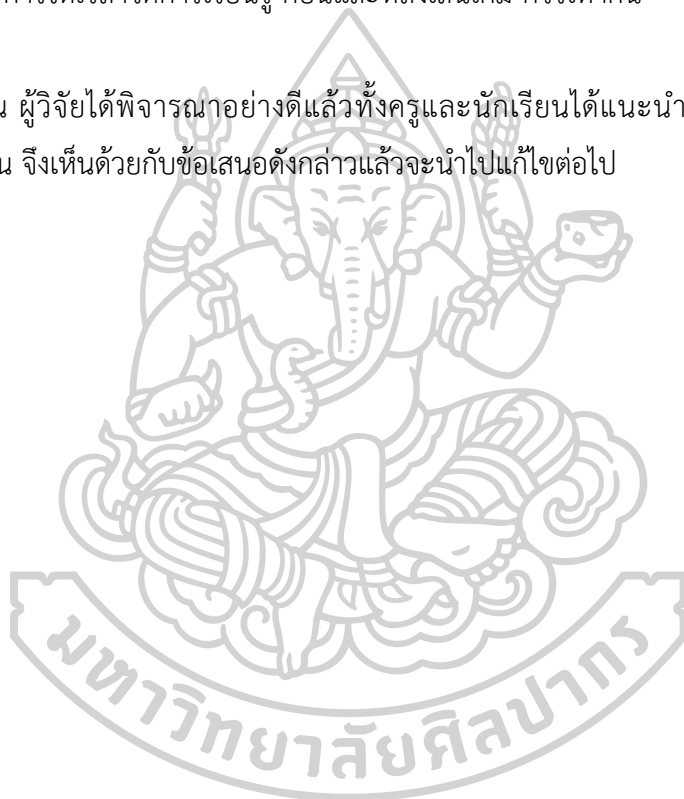 ผู้วิจัยได้พิจารณาอย่างดีแล้วทั้งครูและนักเรียนได้แนะนำ
จึงเห็นด้วยกับข้อเสนอดังกล่าวแล้วจะนำไปแก้ไขต่อไป
มหาวิทยาลัยศิลปากร